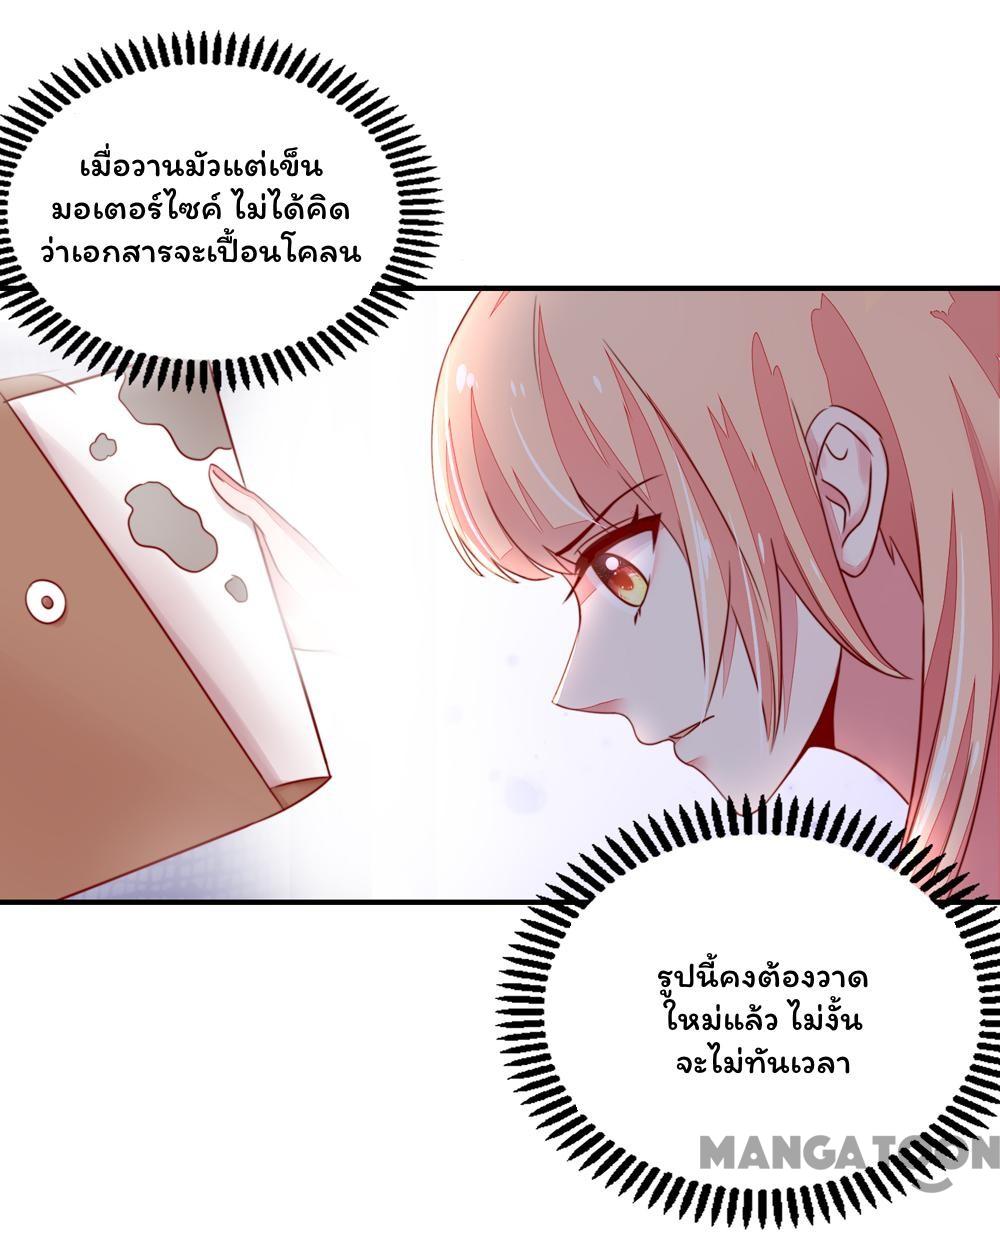 เมื่อวานมัวแต่เข็น
มอเตอร์ไซค์ ไม่ได้คิด
ว่าเอกสารจะเปื้อนโคลน
รูปนี้คงต้องวาด
ใหม่แล้ว ไม่งั้น
จะไม่ทันเวลา
MANGATOON